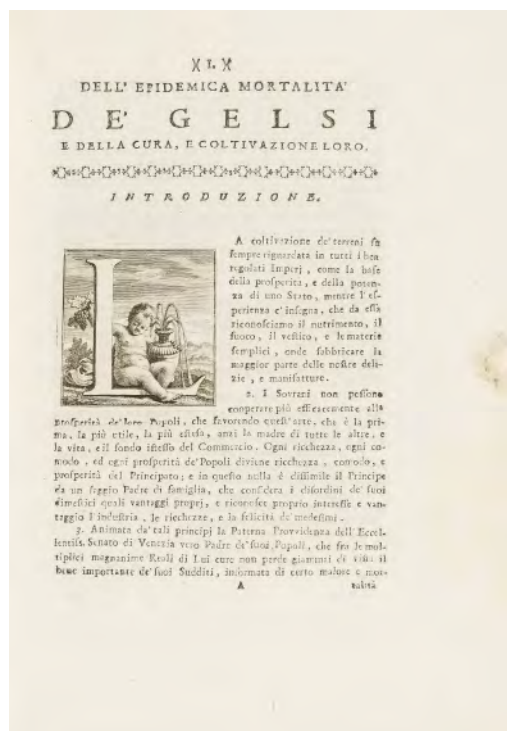 )( I. )(
DELL' EPIDEMICA MORTALITA'
DE' GELSI
E DELLA CURA, E COLTIVAZIONE LORO.
INTRODUZIONE.
LA coltivazione de' terreni fu
sempre riguardata in tutti i ben
regolati Imperj, come la base
della prosperità, e della poten-
za di uno Stato, mentre l' es-
perienza c' insegna, che da essa
riconosciamo il nutrimento, il
fuoco, il vestito, e le materie
semplici, onde fabbricare la
maggior parte delle nostre deli-
zie, e manifatture.
2. I Sovrani non possono
cooperare più efficacemente alla
prosperità de' loro Popoli, che favorendo quest' arte, che è la pri-
ma, la più utile, la più estesa, anzi la madre di tutte le altre, e
la vita, e il fondo istesso del Commercio. Ogni ricchezza, ogni co-
modo, ed ogni prosperità de' Popoli diviene ricchezza, comodo, e
prosperità del Principato; e in questo nulla è dissimile il Principe
da un saggio Padre di famiglia, che considera i disordini de' suoi
dimestici quali vantaggi proprj, e riconosce proprio interesse e van-
taggio l' industria, le ricchezze, e la felicità de' medesimi.
3. Animata da' tali principj la Paterna Provvidenza dell' Eccel-
lentiss. Senato di Venezia vero Padre de' suoi Popoli, che fra le mol-
tiplici magnanime Reali di Lui cure non perde giammai di vista il
bene importante de' suoi Sudditi, informata di certo malore e mor-
A talità